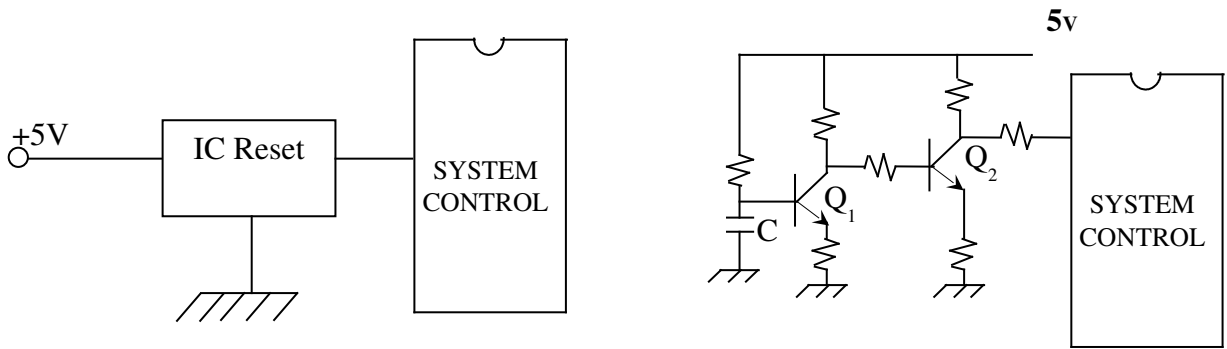 +5V
IC Reset
SYSTEM
CONTROL
5v
C
Q1
Q2
SYSTEM
CONTROL